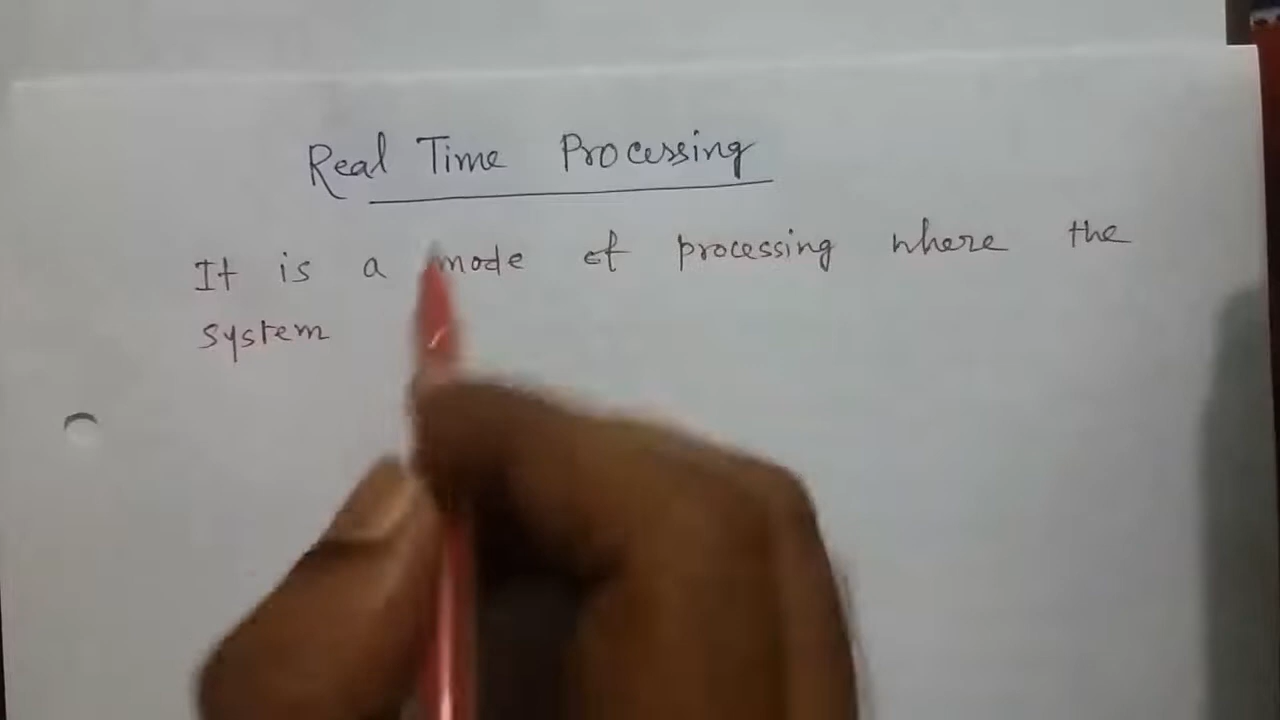 Real Time Processing
It is a mode of processing where the
system